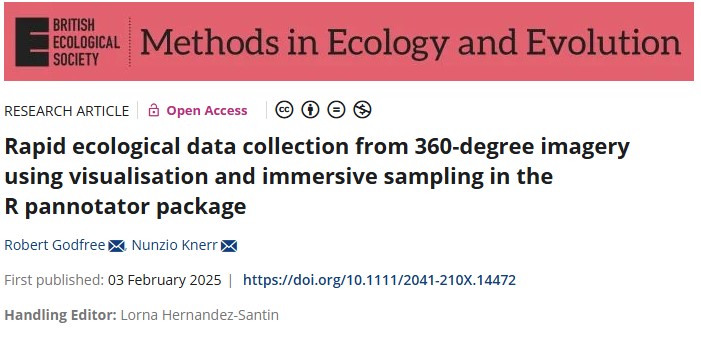 BRITISH
ECOLOGICAL
SOCIETY
Methods in Ecology and Evolution
RESEARCH ARTICLE Open Access cc
Rapid ecological data collection from 360-degree imagery
using visualisation and immersive sampling in the
R pannotator package
Robert Godfree, Nunzio Knerr
First published: 03 February 2025 | https://doi.org/10.1111/2041-210X.14472
Handling Editor: Lorna Hernandez-Santin